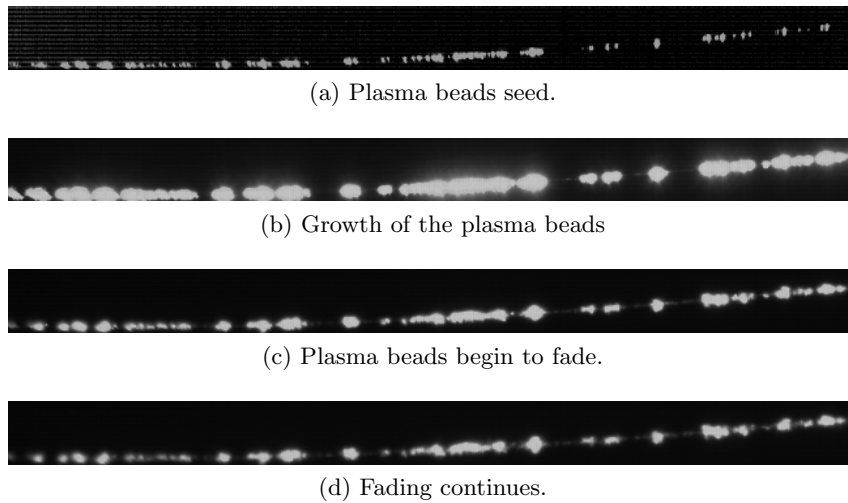 (a) Plasma beads seed.
(b) Growth of the plasma beads
(c) Plasma beads begin to fade.
(d) Fading continues.